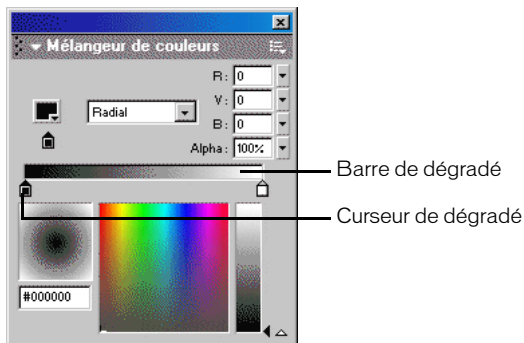 Mélangeur de couleurs
R: 0
Radial
V: 0
B: 0
Alpha: 100%
Barre de dégradé
Curseur de dégradé
#000000